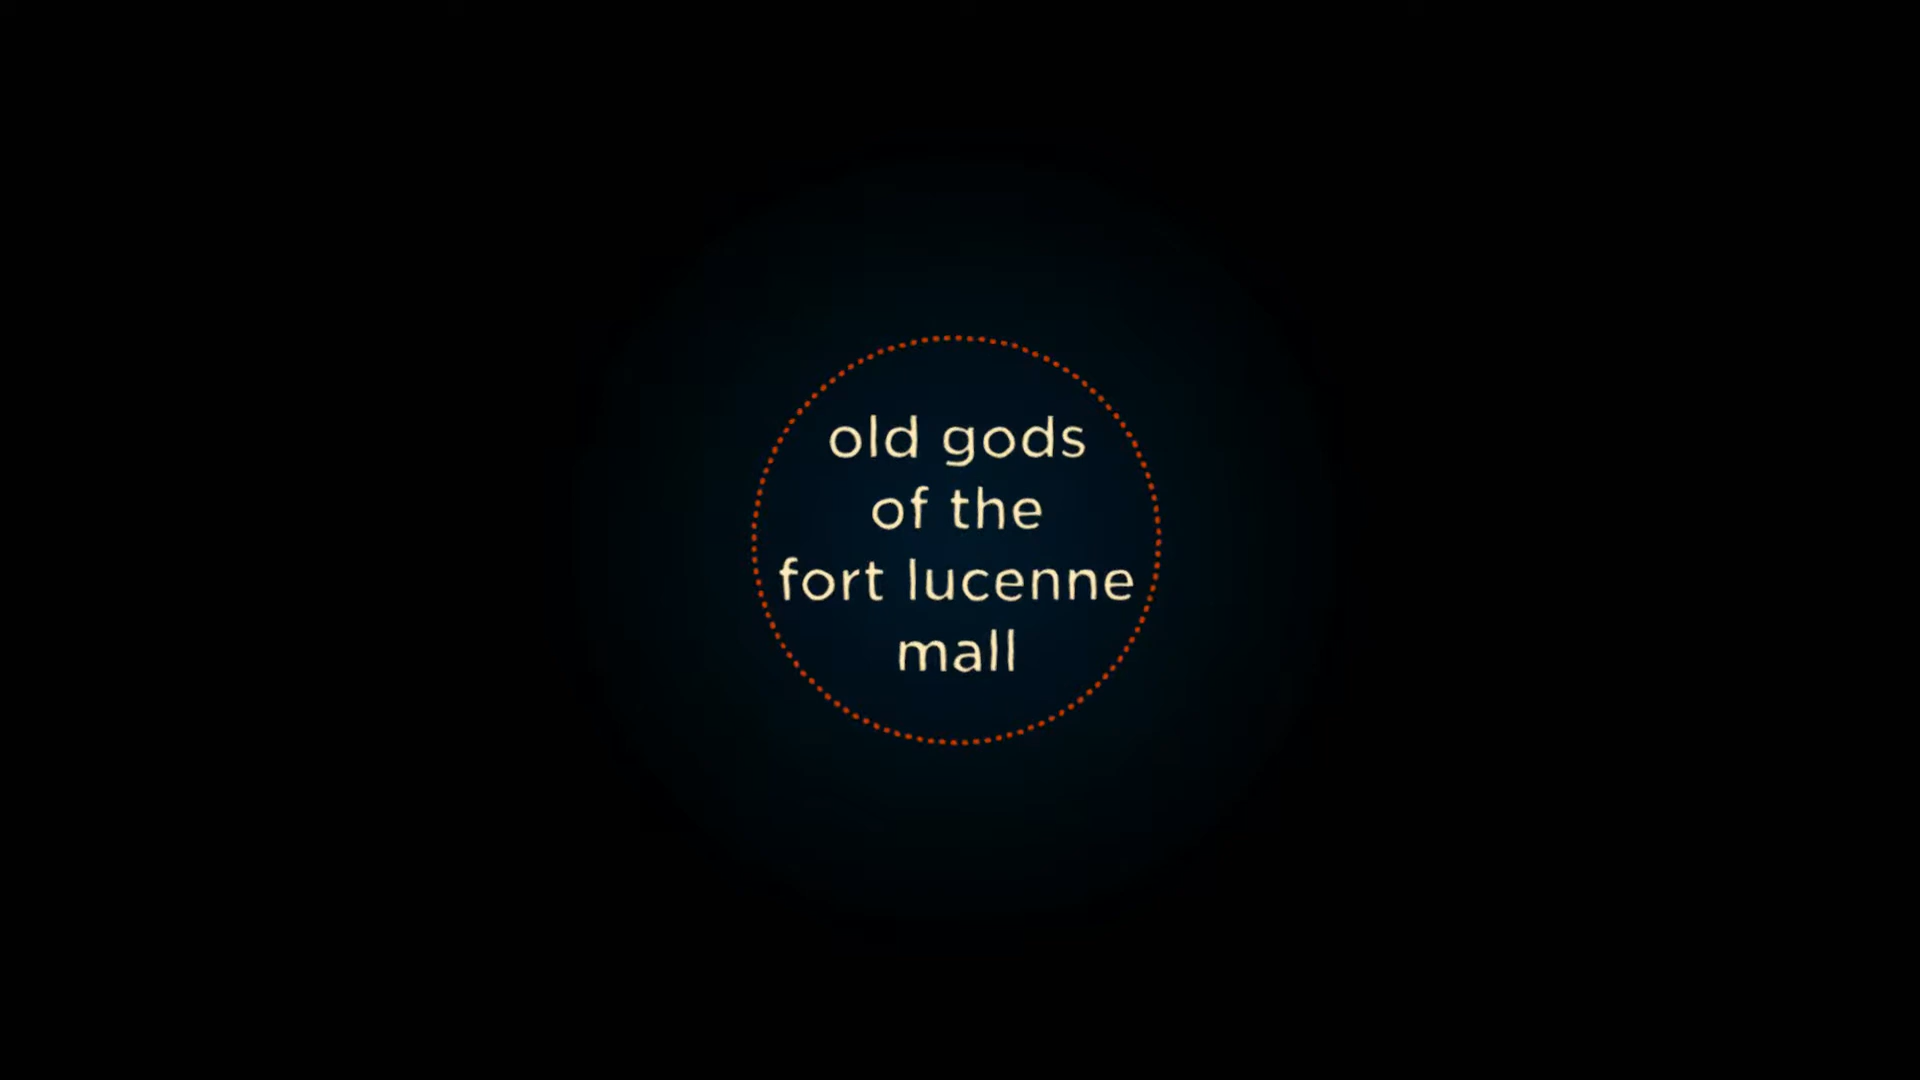 old gods
of the
fort lucenne
mall